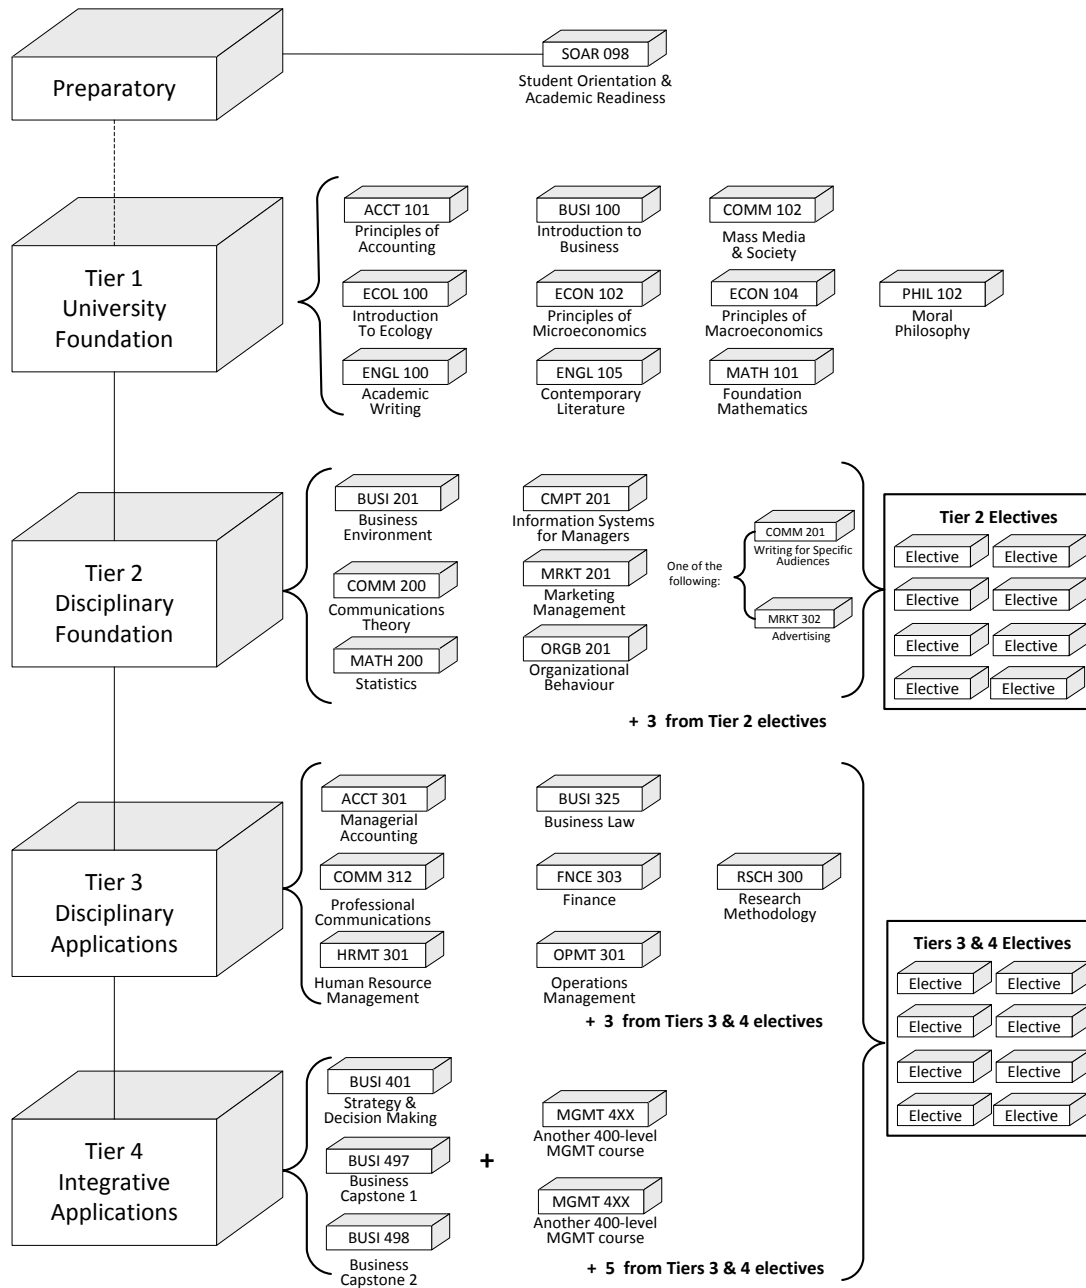 Preparatory
SOAR 098
Student Orientation &
Academic Readiness
Tier 1
University
Foundation
ACCT 101
Principles of
Accounting
BUSI 100
Introduction to
Business
COMM 102
Mass Media
& Society
ECOL 100
Introduction
To Ecology
ECON 102
Principles of
Microeconomics
ECON 104
Principles of
Macroeconomics
PHIL 102
Moral
Philosophy
ENGL 100
Academic
Writing
ENGL 105
Contemporary
Literature
MATH 101
Foundation
Mathematics
Tier 2
Disciplinary
Foundation
BUSI 201
Business
Environment
CMPT 201
Information Systems
for Managers
COMM 200
Communications
Theory
MRKT 201
Marketing
Management
MATH 200
Statistics
ORGB 201
Organizational
Behaviour
One of the
following:
COMM 201
Writing for Specific
Audiences
MRKT 302
Advertising
+ 3 from Tier 2 electives
Tier 2 Electives
Elective
Elective
Elective
Elective
Elective
Elective
Elective
Elective
Tier 3
Disciplinary
Applications
ACCT 301
Managerial
Accounting
BUSI 325
Business Law
COMM 312
Professional
Communications
FNCE 303
Finance
RSCH 300
Research
Methodology
HRMT 301
Human Resource
Management
OPMT 301
Operations
Management
+ 3 from Tiers 3 & 4 electives
Tiers 3 & 4 Electives
Elective
Elective
Elective
Elective
Elective
Elective
Elective
Elective
Tier 4
Integrative
Applications
BUSI 401
Strategy &
Decision Making
BUSI 497
Business
Capstone 1
BUSI 498
Business
Capstone 2
+
MGMT 4XX
Another 400-level
MGMT course
MGMT 4XX
Another 400-level
MGMT course
+ 5 from Tiers 3 & 4 electives